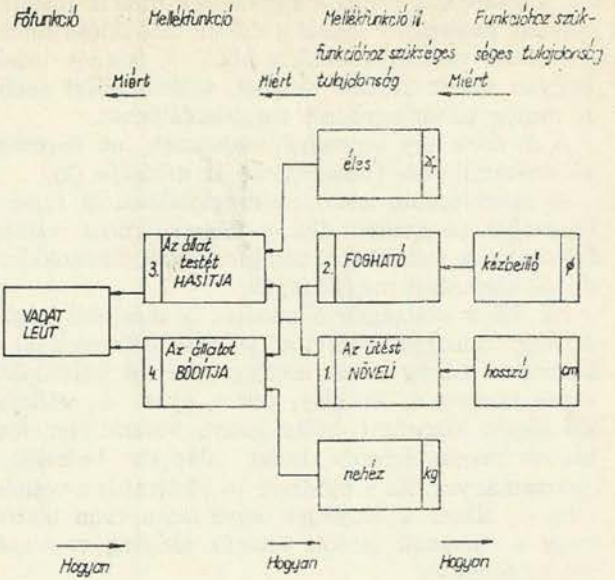 Főfunkció
Mellékfunkció
Mellékfunkció ill.
funkcióhoz szükséges
tulajdonság
Funkcióhoz szük-
séges tulajdonság
Miért
Miért
Miért
éles
3.
Az állat
testét
HASÍTJA
2.
FOGHATÓ
kézbeillő
ϕ
VADÁT
LEÜT
4.
Az állatot
BÓDÍTJA
1.
Az ütést
NÖVELI
hosszú
cm
nehéz
kg
Hogyan
Hogyan
Hogyan